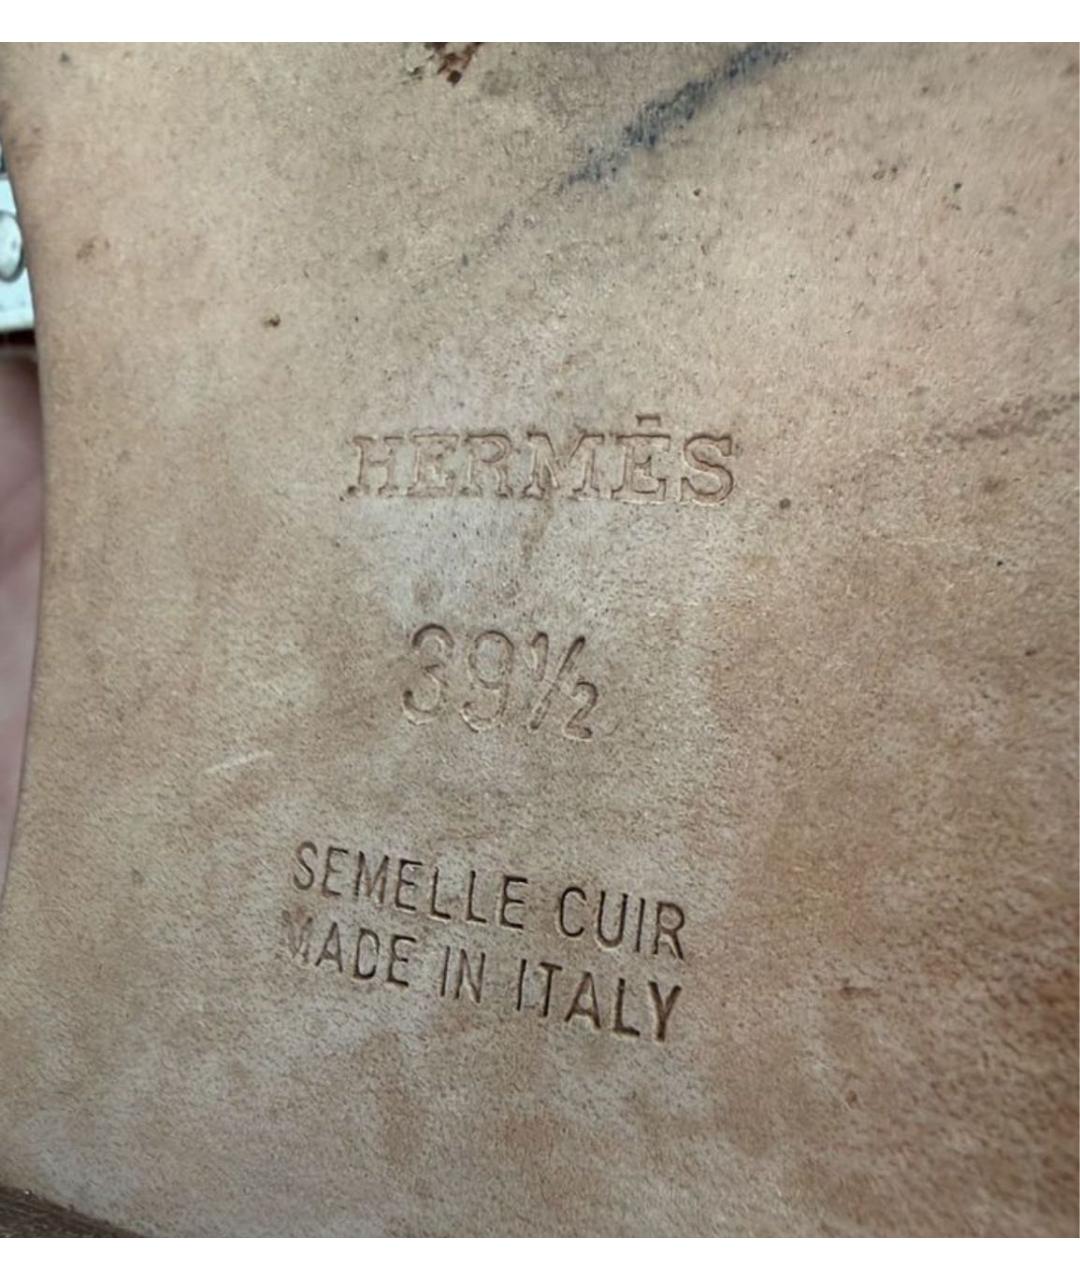 HERMÈS
39½
SEMELLE CUIR
MADE IN ITALY